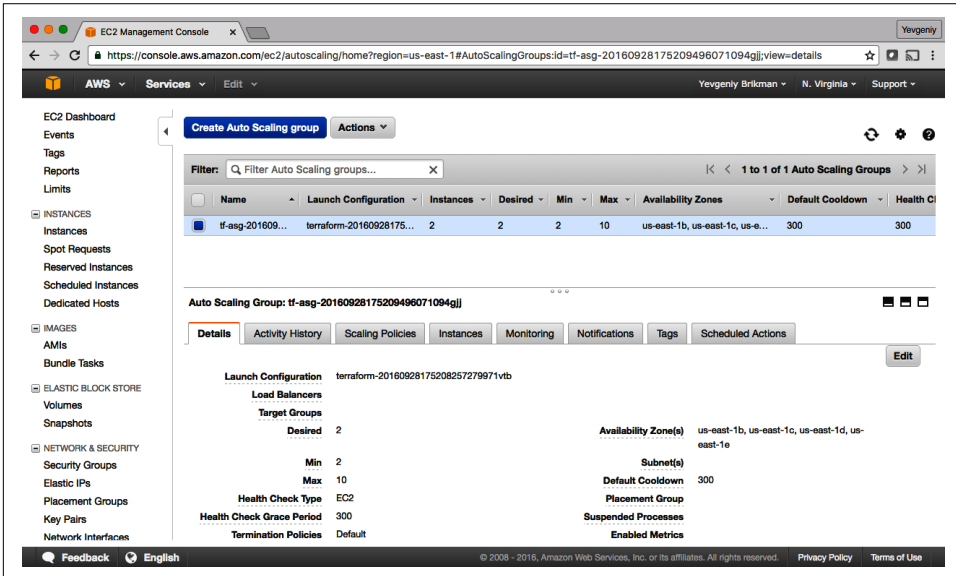 EC2 Management Console ×
Yevgeniy
https://console.aws.amazon.com/ec2/autoscaling/home?region=us-east-1#AutoScalingGroups:id=tf-asg-20160928175209496071094gjj;view=details
AWS Services Edit Yevgeniy Brikman N. Virginia Support
EC2 Dashboard
Events
Tags
Reports
Limits
INSTANCES
Instances
Spot Requests
Reserved Instances
Scheduled Instances
Dedicated Hosts
IMAGES
AMIs
Bundle Tasks
ELASTIC BLOCK STORE
Volumes
Snapshots
NETWORK & SECURITY
Security Groups
Elastic IPs
Placement Groups
Key Pairs
Network Interfaces
Create Auto Scaling group Actions
Filter: Filter Auto Scaling groups... × 1 to 1 of 1 Auto Scaling Groups
Name Launch Configuration Instances Desired Min Max Availability Zones Default Cooldown Health Cl
tf-asg-201609... terraform-20160928175... 2 2 2 10 us-east-1b, us-east-1c, us-e... 300 300
Auto Scaling Group: tf-asg-20160928175209496071094gjj
Details Activity History Scaling Policies Instances Monitoring Notifications Tags Scheduled Actions
Edit
Launch Configuration terraform-20160928175208257279971vtb
Load Balancers
Target Groups
Desired 2 Availability Zone(s) us-east-1b, us-east-1c, us-east-1d, us-
east-1e
Min 2 Subnet(s)
Max 10 Default Cooldown 300
Health Check Type EC2 Placement Group
Health Check Grace Period 300 Suspended Processes
Termination Policies Default Enabled Metrics
Feedback English © 2008 - 2016, Amazon Web Services, Inc. or its affiliates. All rights reserved. Privacy Policy Terms of Use